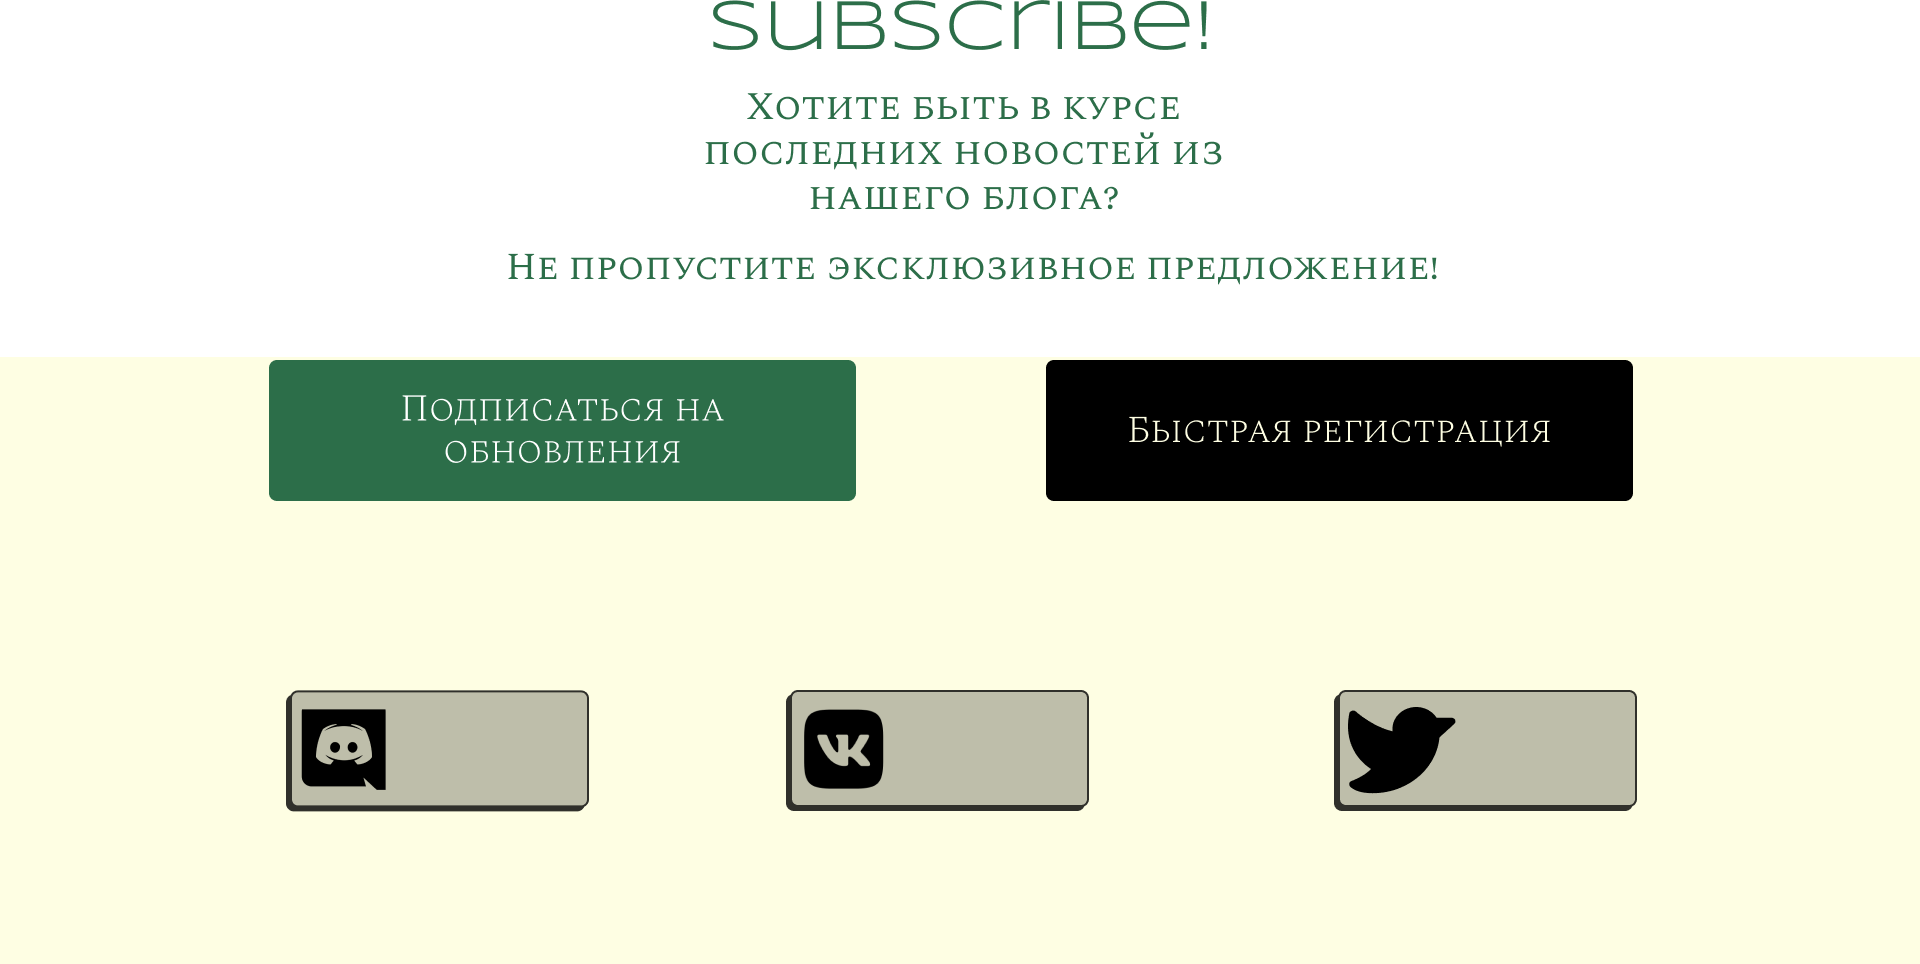 subscribe!
Хотите быть в курсе
последних новостей из
нашего блога?
Не пропустите эксклюзивное предложение!
Подписаться на
обновления
Быстрая регистрация